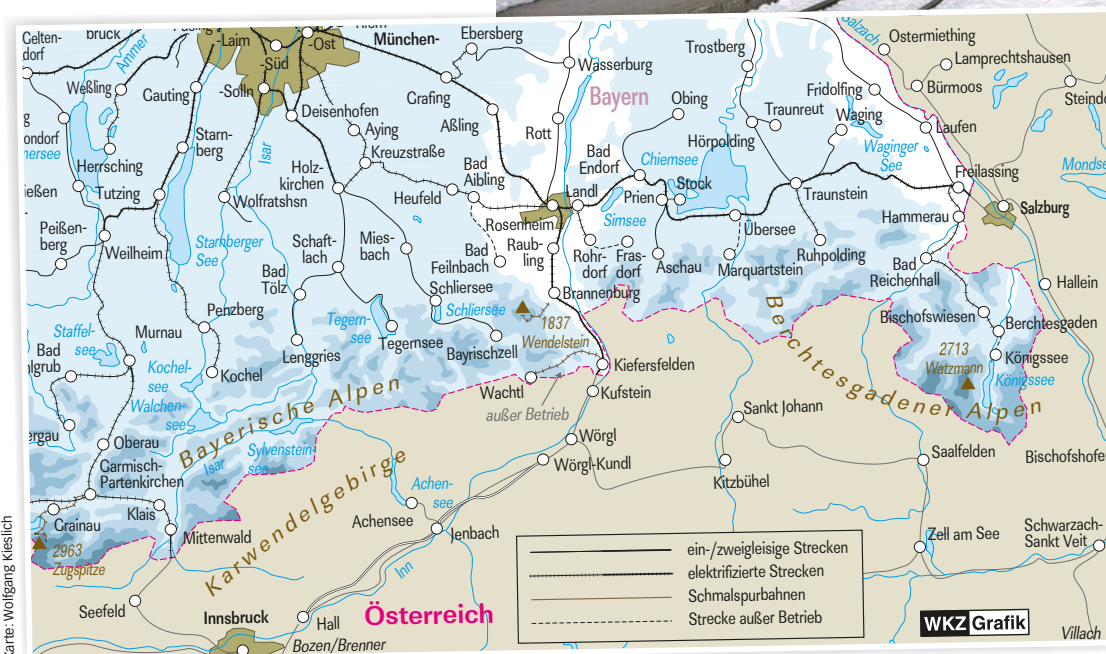 Gelten-
dorf
bruck
Ammer
-Laim
-Süd
-Ost
-Solln
München-
Ebersberg
Wasserburg
Trostberg
Salzach
Ostermiething
Lamprechtshausen
Bürmoos
Weßling
Gauting
Deisenhofen
Grafing
Bayern
Obing
Fridolfing
Traunreut
Waging
Laufen
Starn-
berg
Isar
Aying
Kreuzstraße
Aßling
Rott
Hörpolding
Chiemsee
Waginger
See
Mondse
Herrsching
Tutzing
Holz-
kirchen
Bad
Aibling
Bad
Endorf
Landl
Prien
Stock
Traunstein
Freilassing
Salzburg
Wolfratshsn
Heufeld
Rosenheim
Simsee
Hammerau
Peißen-
berg
Weilheim
Starnberger
See
Schaft-
lach
Mies-
bach
Bad
Feilnbach
Raub-
ling
Rohr-
dorf
Fras-
dorf
Aschau
Übersee
Marquartstein
Ruhpolding
Bad
Reichenhall
Hallein
Bad
Tölz
Schliersee
Schliersee
Brannenburg
Penzberg
Staffel-
see
Murnau
Tegern-
see
Tegernsee
Bayrischzell
1837
Wendelstein
Bischofswiesen
Berchtesgaden
Bad
Kochel-
see
Kochel
Lenggries
Walchen-
see
Wachtl
Kiefersfelden
außer Betrieb
Kufstein
2713
Watzmann
Königssee
Königssee
Bayerische Alpen
Berchtesgadener Alpen
Oberau
Sylvenstein-
see
Isar
Sankt Johann
Wörgl
Wörgl-Kundl
Kitzbühel
Saalfelden
Bischofshofe
Garmisch-
Partenkirchen
Klais
Grainau
Mittenwald
2963
Zugspitze
Karwendelgebirge
Achen-
see
Achensee
Jenbach
Inn
Zell am See
Schwarzach-
Sankt Veit
Seefeld
Innsbruck
Hall
Bozen/Brenner
Österreich
ein-/zweigleisige Strecken
elektrifizierte Strecken
Schmalspurbahnen
Strecke außer Betrieb
WKZ Grafik
Villach
Karte: Wolfgang Kieslich